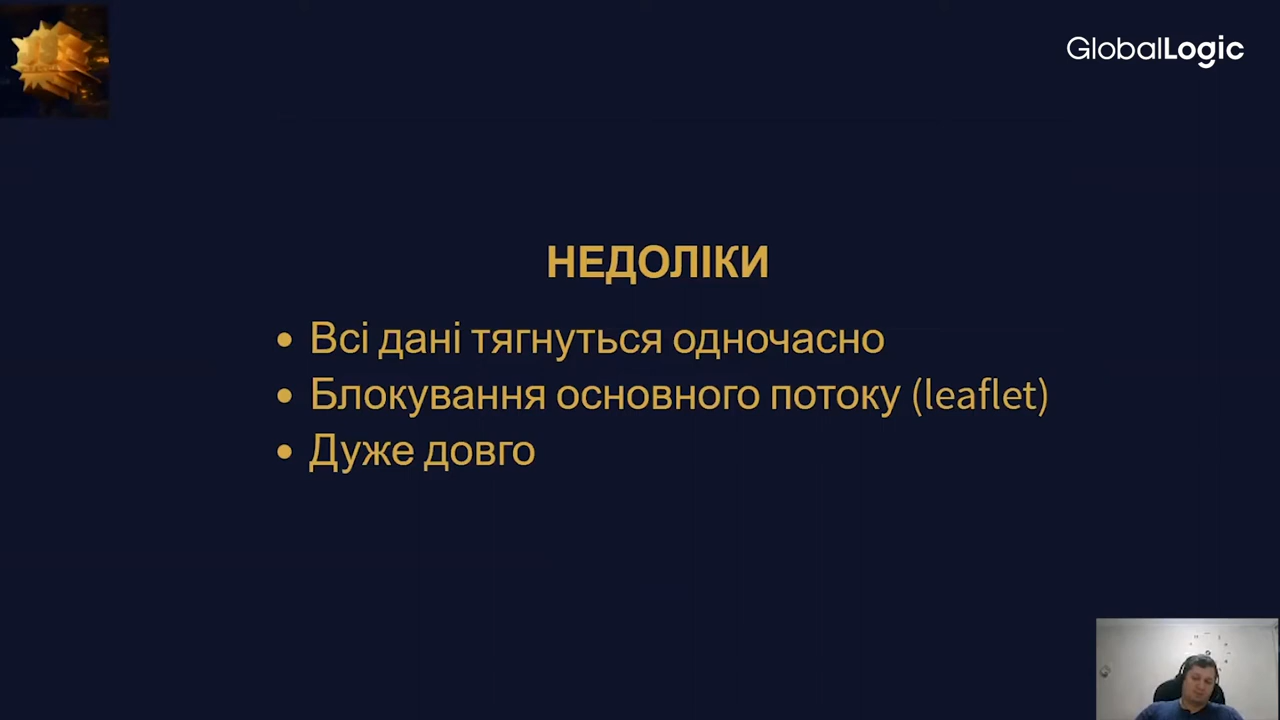 GlobalLogic
НЕДОЛІКИ
• Всі дані тягнуться одночасно
• Блокування основного потоку (leaflet)
• Дуже довго